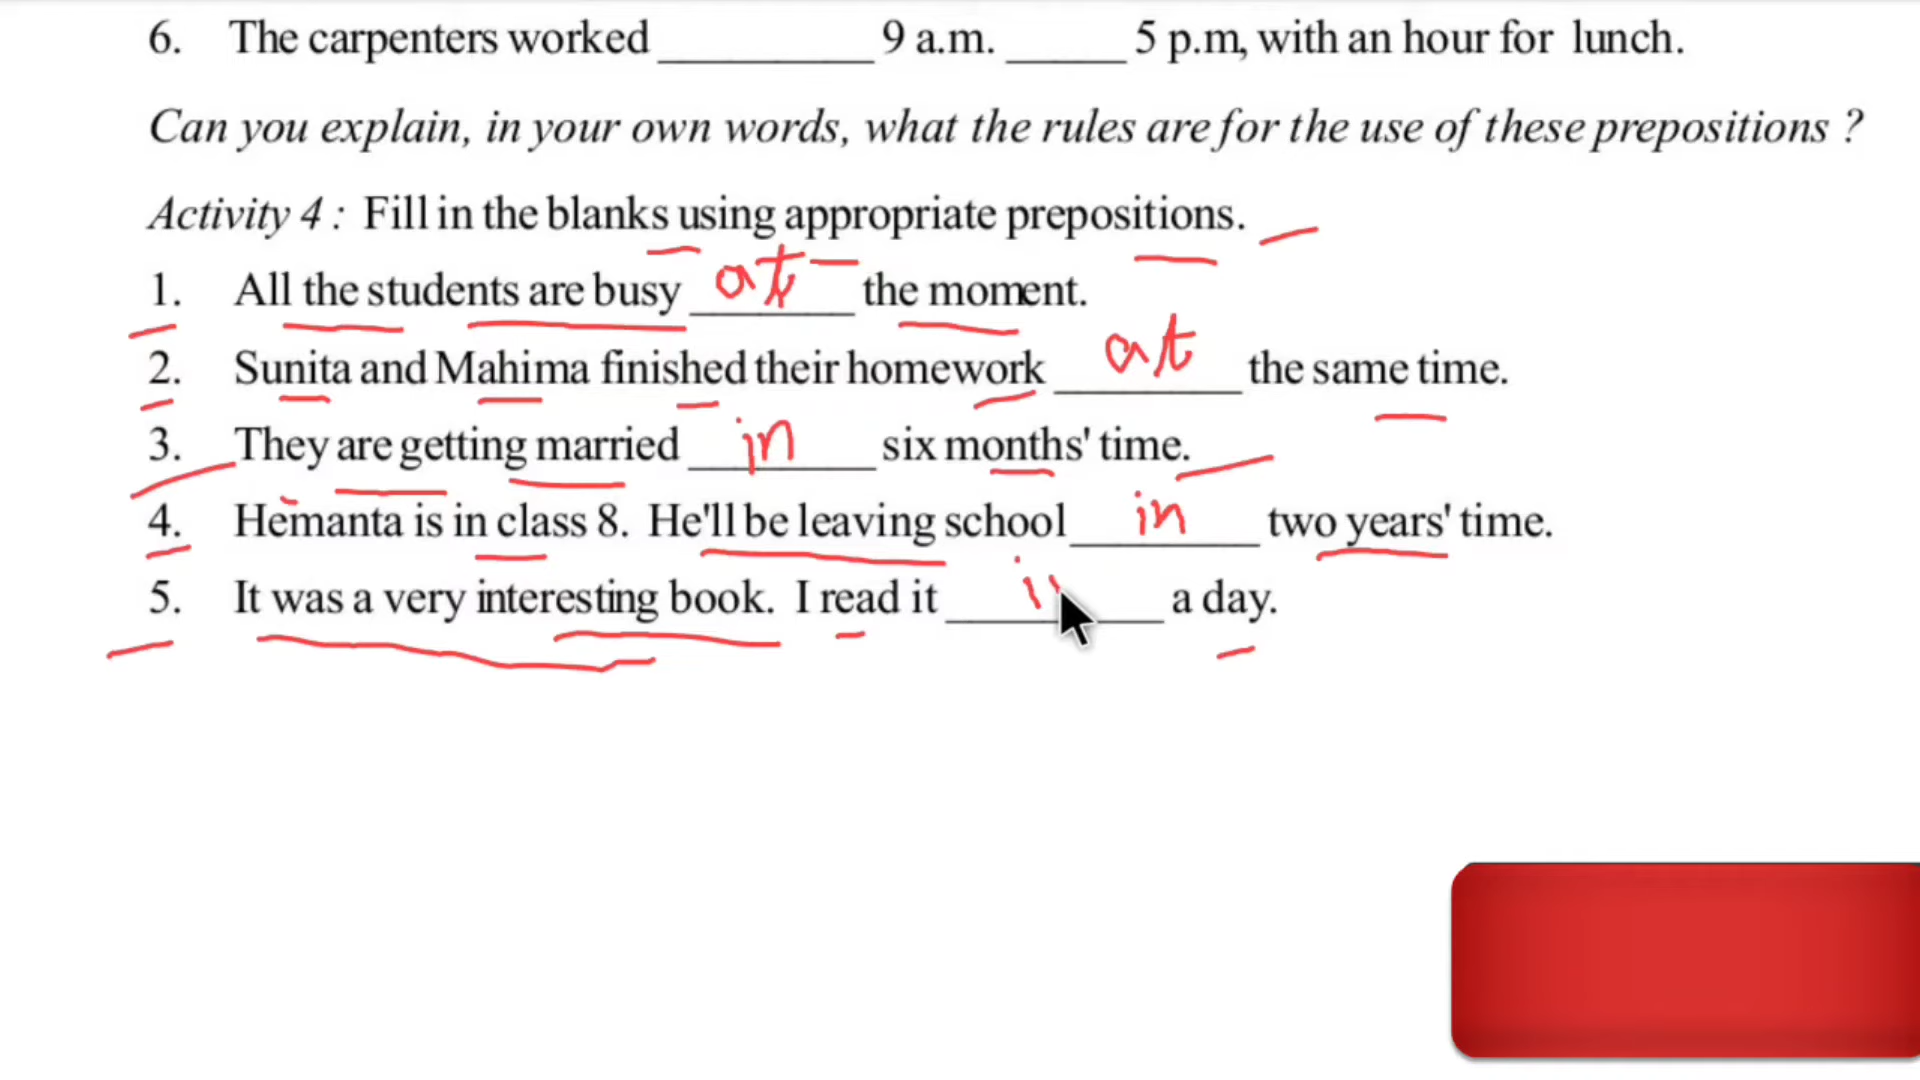 6. The carpenters worked _________ 9 a.m. _____ 5 p.m, with an hour for lunch.
Can you explain, in your own words, what the rules are for the use of these prepositions ?
Activity 4 : Fill in the blanks using appropriate prepositions.
1. All the students are busy at the moment.
2. Sunita and Mahima finished their homework at the same time.
3. They are getting married in six months' time.
4. Hemanta is in class 8. He'll be leaving school in two years' time.
5. It was a very interesting book. I read it ________ a day.